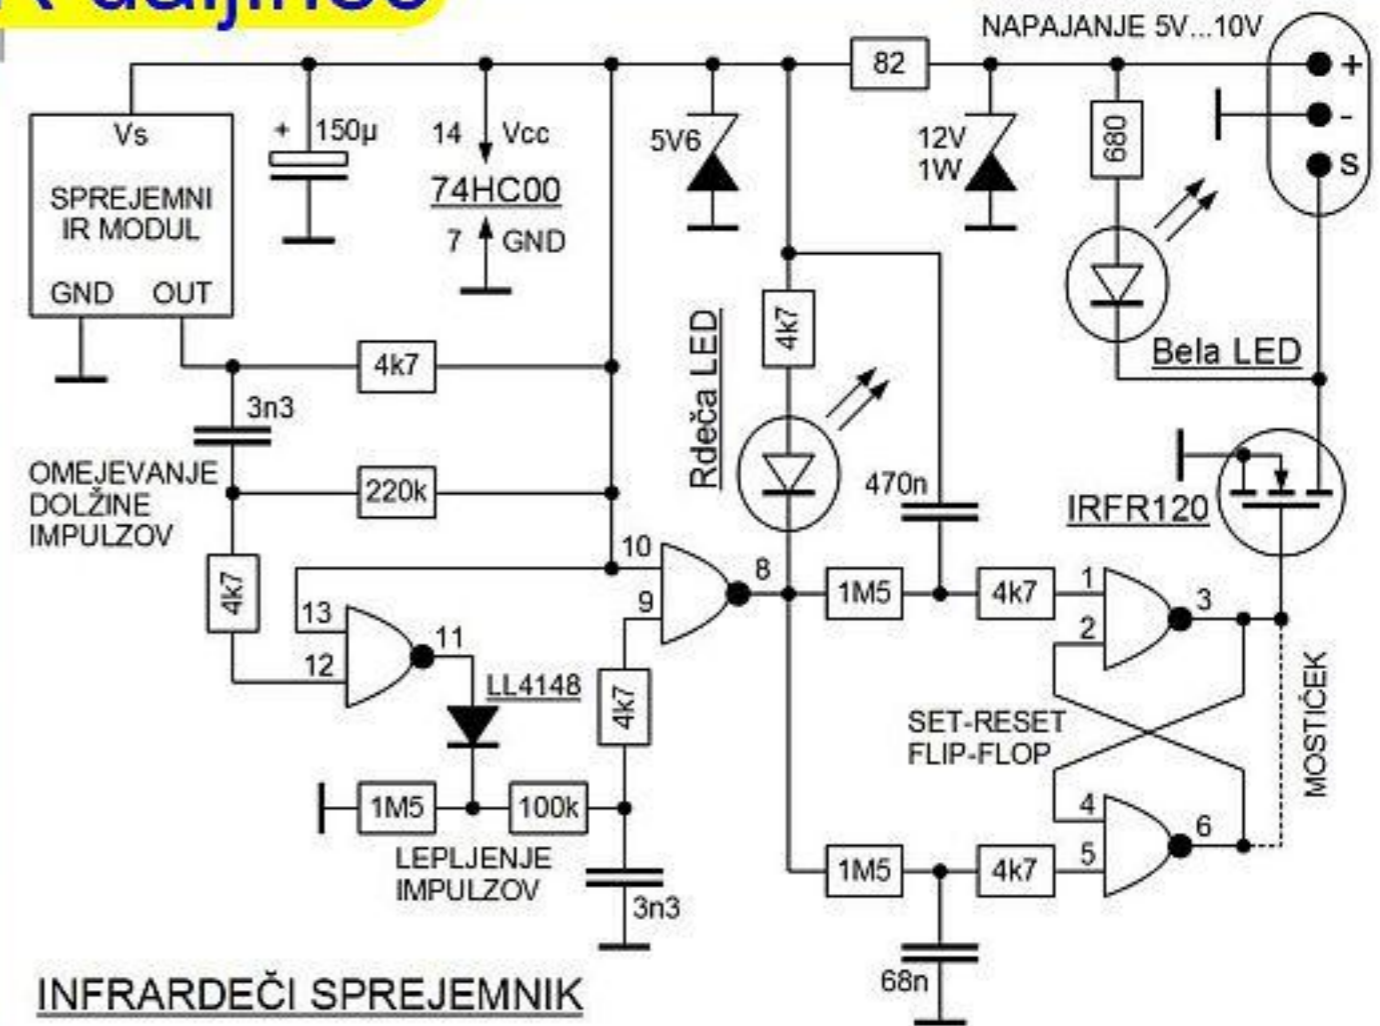 NAPAJANJE 5V...10V
+
-
S
82
Vs
SPREJEMNI
IR MODUL
GND OUT
+
150µ
14 Vcc
74HC00
7 GND
5V6
12V
1W
680
Bela LED
4k7
Rdeča LED
4k7
3n3
OMEJEVANJE
DOLŽINE
IMPULZOV
220k
470n
IRFR120
4k7
13
12
11
10
9
8
LL4148
4k7
1M5
4k7
1
2
3
SET-RESET
FLIP-FLOP
MOSTIČEK
1M5
100k
LEPLJENJE
IMPULZOV
3n3
1M5
4k7
4
5
6
68n
INFRARDEČI SPREJEMNIK